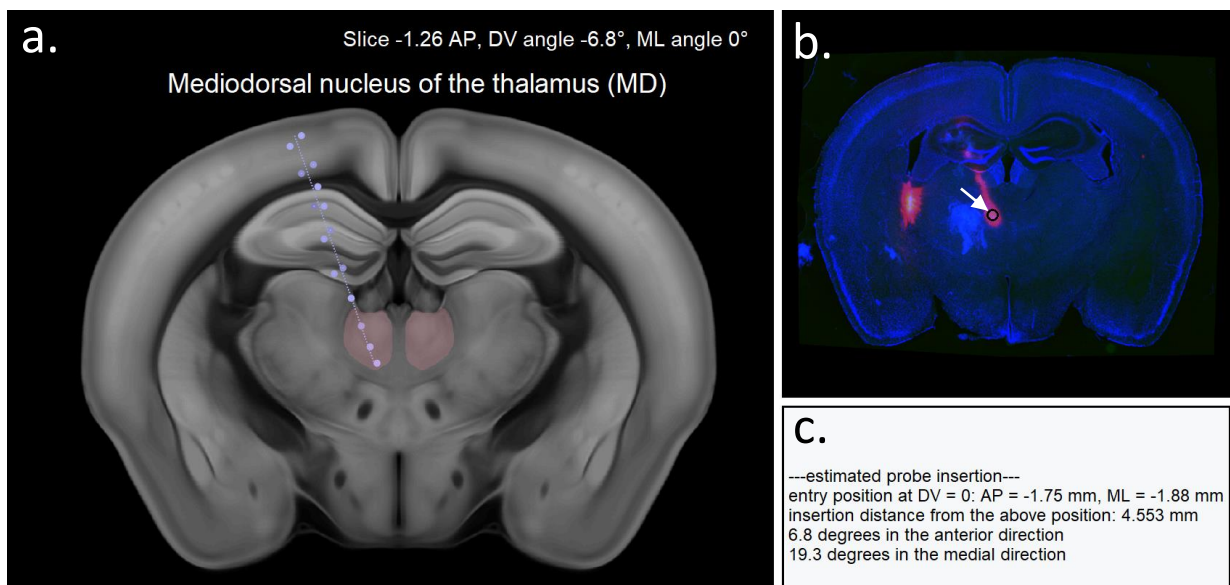 a.
Slice -1.26 AP, DV angle -6.8°, ML angle 0°
Mediodorsal nucleus of the thalamus (MD)
b.
c.
---estimated probe insertion---
entry position at DV = 0: AP = -1.75 mm, ML = -1.88 mm
insertion distance from the above position: 4.553 mm
6.8 degrees in the anterior direction
19.3 degrees in the medial direction